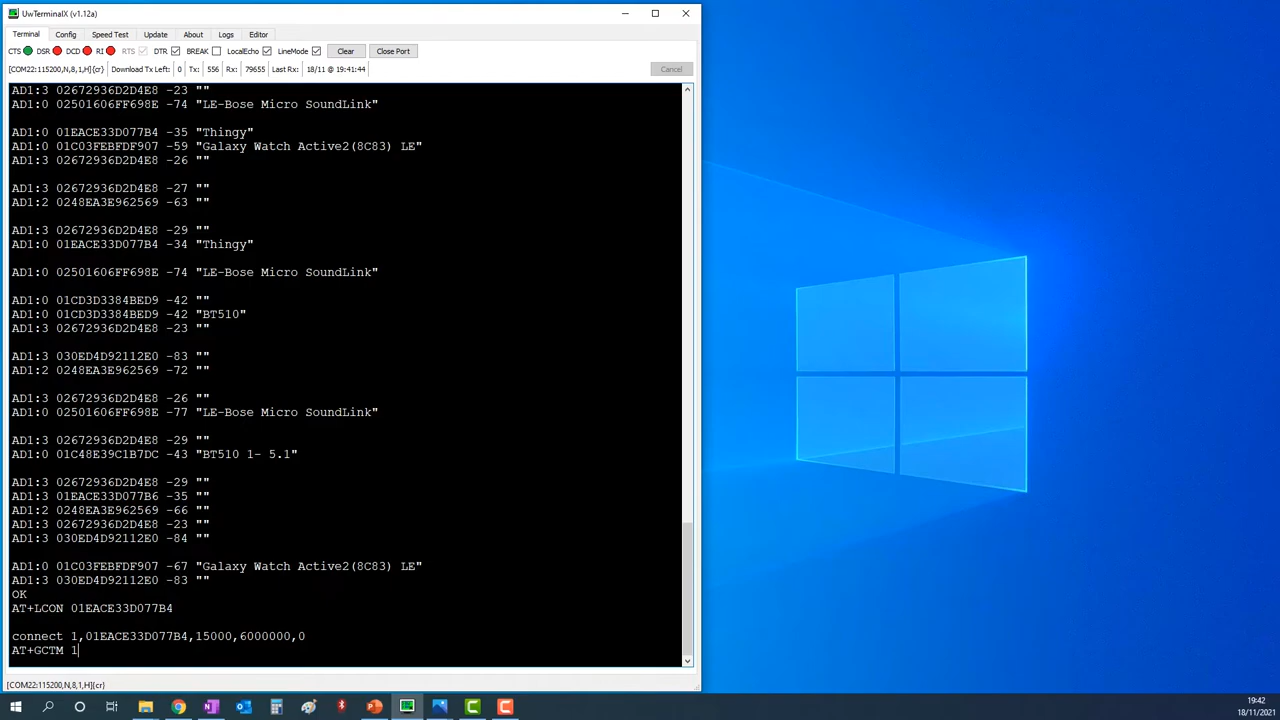 UwTerminalX (v1.12a)
Terminal Config Speed Test Update About Logs Editor
CTS DSR DCD RI RTS DTR BREAK LocalEcho LineMode Clear Close Port
[COM22:115200,N,8,1,H]{cr} Download Tx Left: 0 Tx: 556 Rx: 79655 Last Rx: 18/11 @ 19:41:44 Cancel
AD1:3 02672936D2D4E8 -23 ""
AD1:0 02501606FF698E -74 "LE-Bose Micro SoundLink"
AD1:0 01EACE33D077B4 -35 "Thingy"
AD1:0 01C03FEBFDF907 -59 "Galaxy Watch Active2(8C83) LE"
AD1:3 02672936D2D4E8 -26 ""
AD1:3 02672936D2D4E8 -27 ""
AD1:2 0248EA3E962569 -63 ""
AD1:3 02672936D2D4E8 -29 ""
AD1:0 01EACE33D077B4 -34 "Thingy"
AD1:0 02501606FF698E -74 "LE-Bose Micro SoundLink"
AD1:0 01CD3D3384BED9 -42 ""
AD1:0 01CD3D3384BED9 -42 "BT510"
AD1:3 02672936D2D4E8 -23 ""
AD1:3 030ED4D92112E0 -83 ""
AD1:2 0248EA3E962569 -72 ""
AD1:3 02672936D2D4E8 -26 ""
AD1:0 02501606FF698E -77 "LE-Bose Micro SoundLink"
AD1:3 02672936D2D4E8 -29 ""
AD1:0 01C48E39C1B7DC -43 "BT510 1- 5.1"
AD1:3 02672936D2D4E8 -29 ""
AD1:3 01EACE33D077B6 -35 ""
AD1:2 0248EA3E962569 -66 ""
AD1:3 02672936D2D4E8 -23 ""
AD1:3 030ED4D92112E0 -84 ""
AD1:0 01C03FEBFDF907 -67 "Galaxy Watch Active2(8C83) LE"
AD1:3 030ED4D92112E0 -83 ""
OK
AT+LCON 01EACE33D077B4
connect 1,01EACE33D077B4,15000,6000000,0
AT+GCTM 1
[COM22:115200,N,8,1,H]{cr}
19:42
18/11/2021